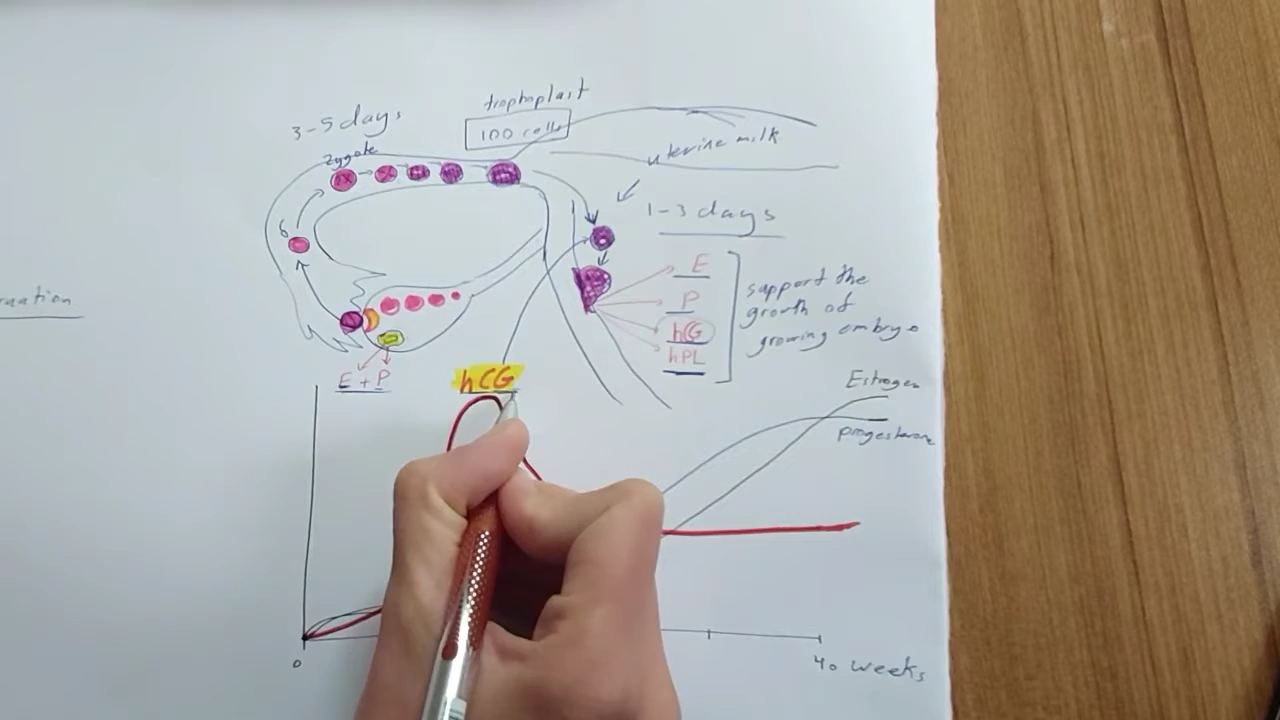 trophoplast
3-5 days
100 cells
zygote
uterine milk
1-3 days
E
P
hCG
hPL
support the
growth of
growing embryo
E + P
hCG
Estrogen
progesterone
0
40 weeks